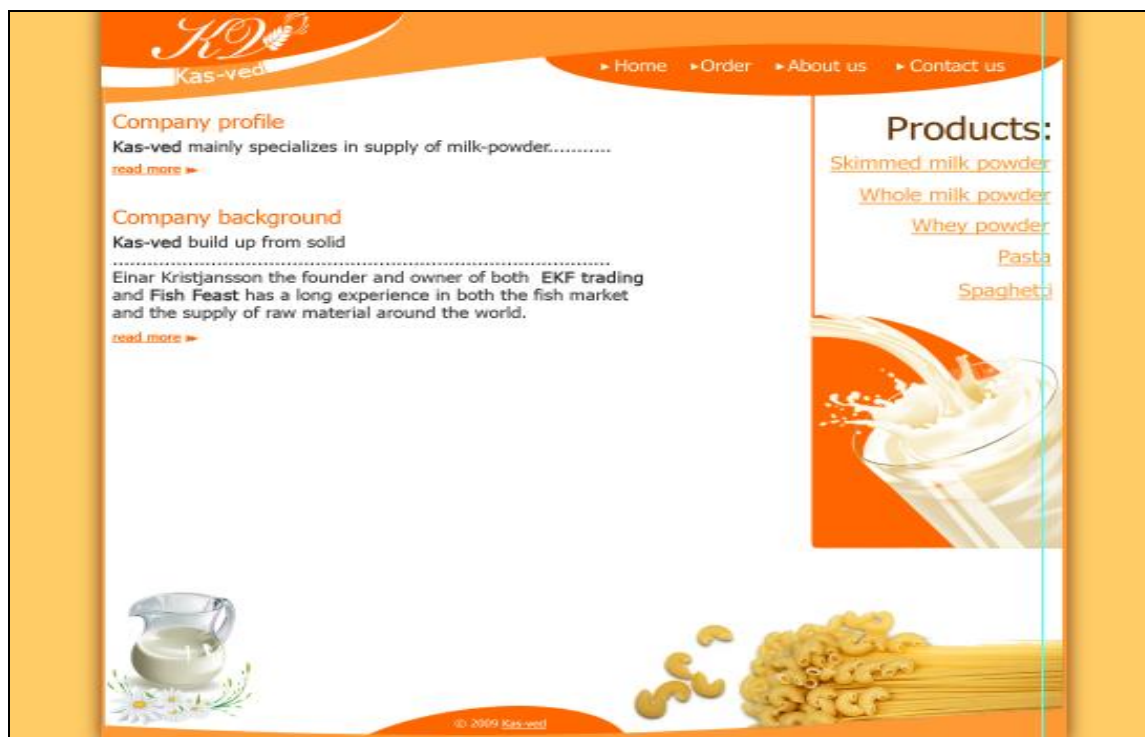 KV
Kas-ved
Home Order About us Contact us
Company profile
Kas-ved mainly specializes in supply of milk-powder...........
read more
Company background
Kas-ved build up from solid
.....................................................................................
Einar Kristjansson the founder and owner of both EKF trading
and Fish Feast has a long experience in both the fish market
and the supply of raw material around the world.
read more
Products:
Skimmed milk powder
Whole milk powder
Whey powder
Pasta
Spaghetti
© 2009 Kas-ved